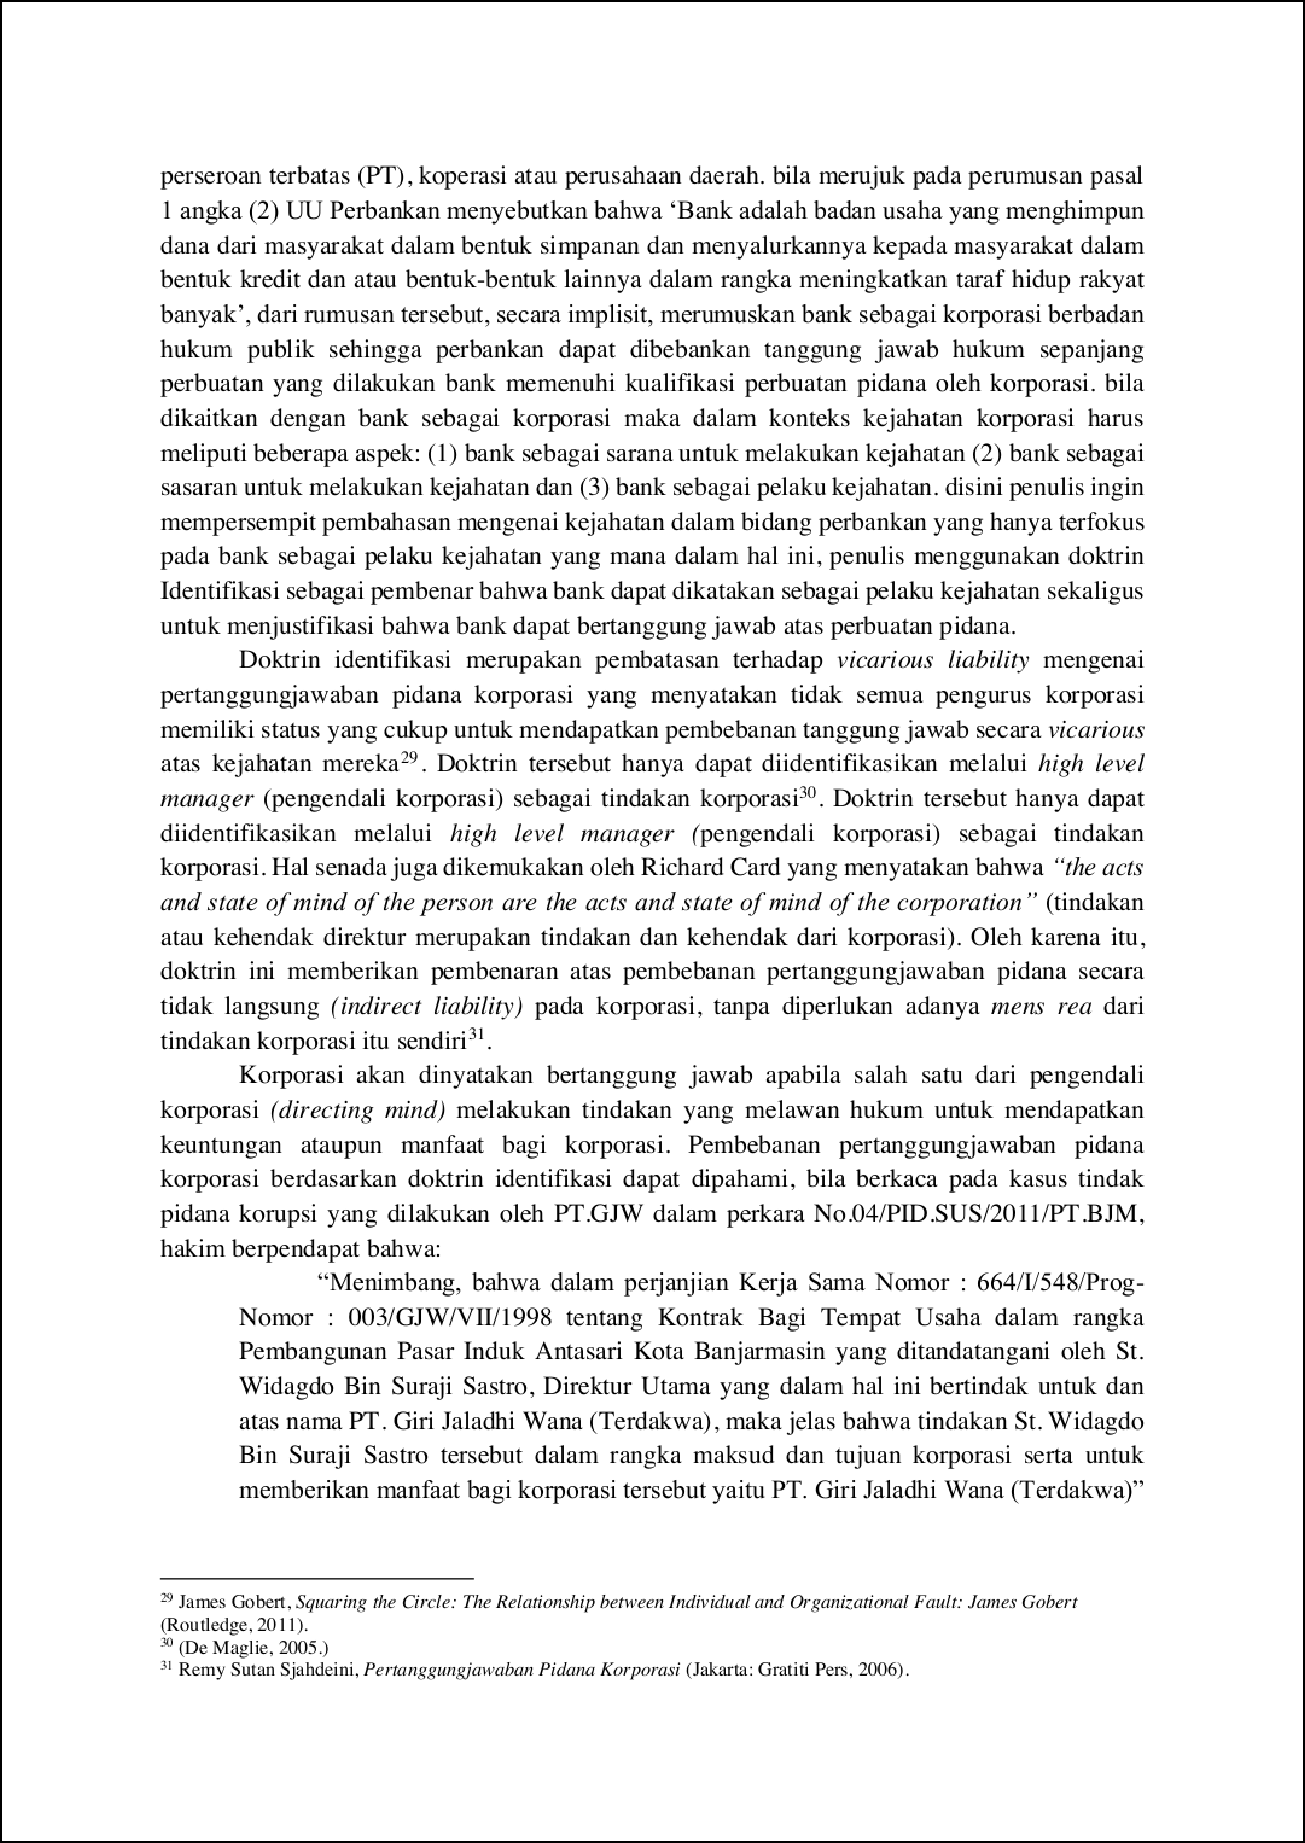 perseroan terbatas (PT), koperasi atau perusahaan daerah. bila merujuk pada perumusan pasal
1 angka (2) UU Perbankan menyebutkan bahwa ‘Bank adalah badan usaha yang menghimpun
dana dari masyarakat dalam bentuk simpanan dan menyalurkannya kepada masyarakat dalam
bentuk kredit dan atau bentuk-bentuk lainnya dalam rangka meningkatkan taraf hidup rakyat
banyak’, dari rumusan tersebut, secara implisit, merumuskan bank sebagai korporasi berbadan
hukum publik sehingga perbankan dapat dibebankan tanggung jawab hukum sepanjang
perbuatan yang dilakukan bank memenuhi kualifikasi perbuatan pidana oleh korporasi. bila
dikaitkan dengan bank sebagai korporasi maka dalam konteks kejahatan korporasi harus
meliputi beberapa aspek: (1) bank sebagai sarana untuk melakukan kejahatan (2) bank sebagai
sasaran untuk melakukan kejahatan dan (3) bank sebagai pelaku kejahatan. disini penulis ingin
mempersempit pembahasan mengenai kejahatan dalam bidang perbankan yang hanya terfokus
pada bank sebagai pelaku kejahatan yang mana dalam hal ini, penulis menggunakan doktrin
Identifikasi sebagai pembenar bahwa bank dapat dikatakan sebagai pelaku kejahatan sekaligus
untuk menjustifikasi bahwa bank dapat bertanggung jawab atas perbuatan pidana.
Doktrin identifikasi merupakan pembatasan terhadap vicarious liability mengenai
pertanggungjawaban pidana korporasi yang menyatakan tidak semua pengurus korporasi
memiliki status yang cukup untuk mendapatkan pembebanan tanggung jawab secara vicarious
atas kejahatan mereka29. Doktrin tersebut hanya dapat diidentifikasikan melalui high level
manager (pengendali korporasi) sebagai tindakan korporasi30. Doktrin tersebut hanya dapat
diidentifikasikan melalui high level manager (pengendali korporasi) sebagai tindakan
korporasi. Hal senada juga dikemukakan oleh Richard Card yang menyatakan bahwa “the acts
and state of mind of the person are the acts and state of mind of the corporation” (tindakan
atau kehendak direktur merupakan tindakan dan kehendak dari korporasi). Oleh karena itu,
doktrin ini memberikan pembenaran atas pembebanan pertanggungjawaban pidana secara
tidak langsung (indirect liability) pada korporasi, tanpa diperlukan adanya mens rea dari
tindakan korporasi itu sendiri31.
Korporasi akan dinyatakan bertanggung jawab apabila salah satu dari pengendali
korporasi (directing mind) melakukan tindakan yang melawan hukum untuk mendapatkan
keuntungan ataupun manfaat bagi korporasi. Pembebanan pertanggungjawaban pidana
korporasi berdasarkan doktrin identifikasi dapat dipahami, bila berkaca pada kasus tindak
pidana korupsi yang dilakukan oleh PT.GJW dalam perkara No.04/PID.SUS/2011/PT.BJM,
hakim berpendapat bahwa:
“Menimbang, bahwa dalam perjanjian Kerja Sama Nomor : 664/I/548/Prog-
Nomor : 003/GJW/VII/1998 tentang Kontrak Bagi Tempat Usaha dalam rangka
Pembangunan Pasar Induk Antasari Kota Banjarmasin yang ditandatangani oleh St.
Widagdo Bin Suraji Sastro, Direktur Utama yang dalam hal ini bertindak untuk dan
atas nama PT. Giri Jaladhi Wana (Terdakwa), maka jelas bahwa tindakan St. Widagdo
Bin Suraji Sastro tersebut dalam rangka maksud dan tujuan korporasi serta untuk
memberikan manfaat bagi korporasi tersebut yaitu PT. Giri Jaladhi Wana (Terdakwa)”
29 James Gobert, Squaring the Circle: The Relationship between Individual and Organizational Fault: James Gobert
(Routledge, 2011).
30 (De Maglie, 2005.)
31 Remy Sutan Sjahdeini, Pertanggungjawaban Pidana Korporasi (Jakarta: Gratiti Pers, 2006).